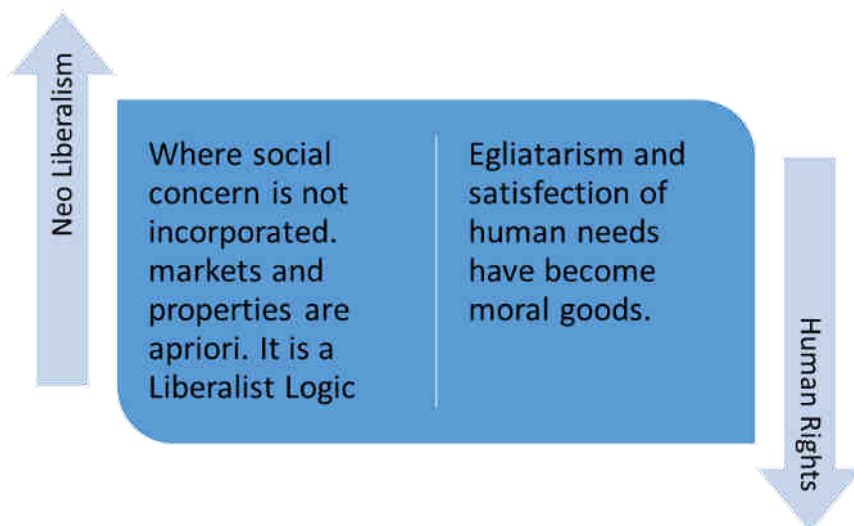 Neo Liberalism
Where social
concern is not
incorporated.
markets and
properties are
apriori. It is a
Liberalist Logic
Egliatarism and
satisfaction of
human needs
have become
moral goods.
Human Rights